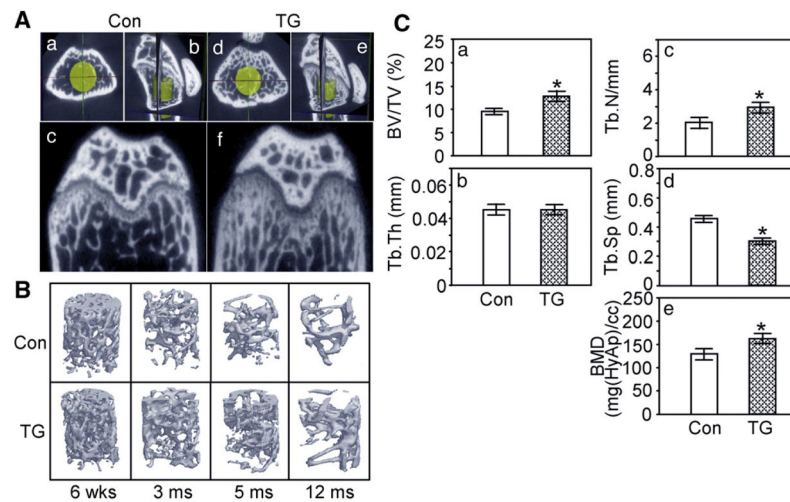 A
Con
TG
a
b
d
e
c
f
B
Con
TG
6 wks
3 ms
5 ms
12 ms
C
BV/TV (%)
25
20
15
10
5
0
a
*
Tb.N/mm
6
4
2
0
c
*
Tb.Th (mm)
0.06
0.04
0.02
0
b
Con
TG
Tb.Sp (mm)
0.8
0.6
0.4
0.2
0
d
*
BMD
(mg(HyAp)/cc)
200
150
100
50
0
e
*
Con
TG